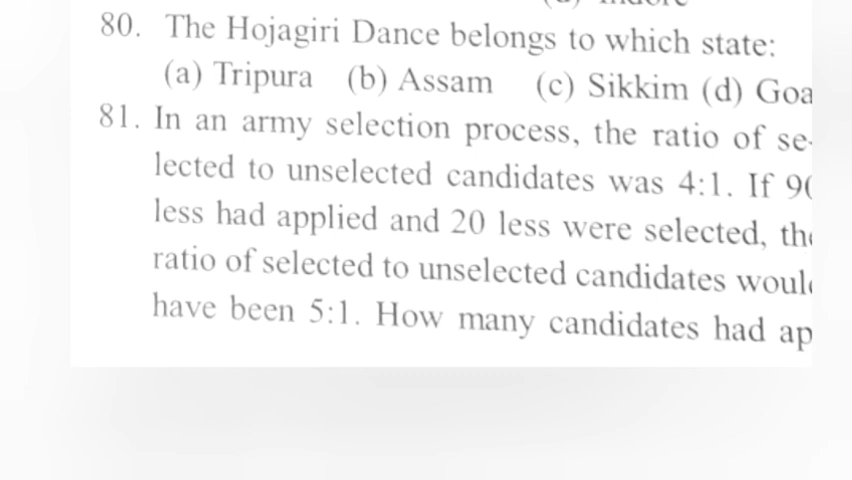 80. The Hojagiri Dance belongs to which state:
(a) Tripura (b) Assam (c) Sikkim (d) Goa
81. In an army selection process, the ratio of se-
lected to unselected candidates was 4:1. If
less had applied and 20 less were selected,
ratio of selected to unselected candidates
have been 5:1. How many candidates had ap